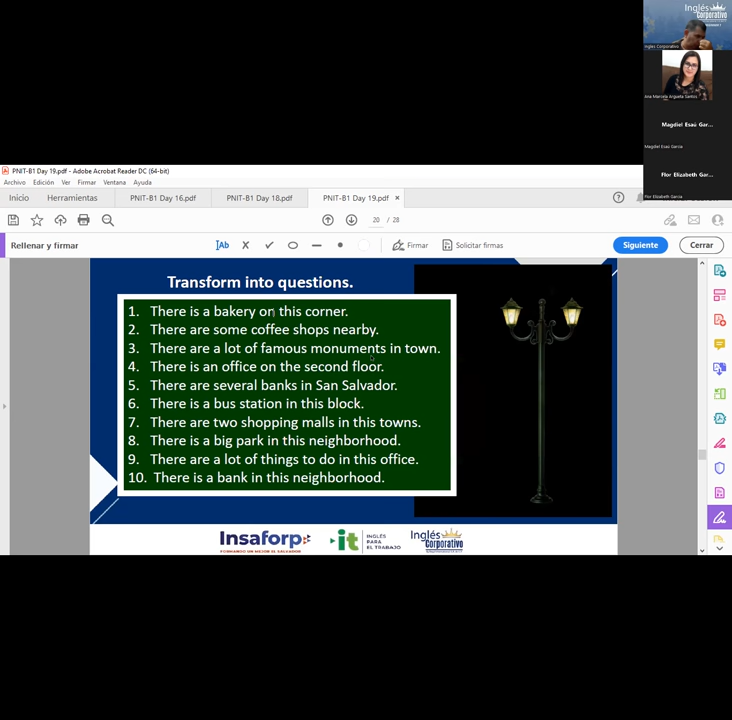 Inglés
Corporativo
Ingles Corporativo
Ana Marcela Argueta Santos
Magdiel Esaú Gar...
Magdiel Esaú Garcia
Flor Elizabeth Gar...
Flor Elizabeth Garcia
PNIT-B1 Day 19.pdf - Adobe Acrobat Reader DC (64-bit)
Archivo Edición Ver Firmar Ventana Ayuda
Inicio Herramientas PNIT-B1 Day 16.pdf PNIT-B1 Day 18.pdf PNIT-B1 Day 19.pdf ×
20 / 28
Rellenar y firmar Ab Firmar Solicitar firmas Siguiente Cerrar
Transform into questions.
1. There is a bakery on this corner.
2. There are some coffee shops nearby.
3. There are a lot of famous monuments in town.
4. There is an office on the second floor.
5. There are several banks in San Salvador.
6. There is a bus station in this block.
7. There are two shopping malls in this towns.
8. There is a big park in this neighborhood.
9. There are a lot of things to do in this office.
10. There is a bank in this neighborhood.
Insaforp
FORMANDO UN MEJOR EL SALVADOR
it INGLÉS
PARA
EL TRABAJO
Inglés
Corporativo